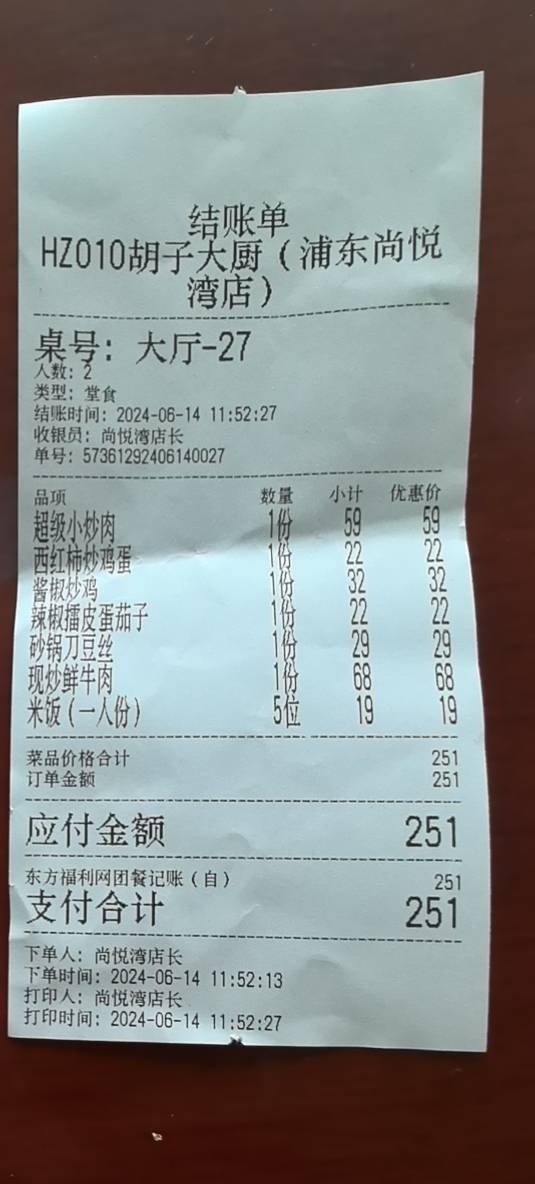 结账单
HZ010胡子大厨（浦东尚悦
湾店）
桌号：大厅-27
人数：2
类型：堂食
结账时间：2024-06-14 11:52:27
收银员：尚悦湾店长
单号：57361292406140027
品项 数量 小计 优惠价
超级小炒肉 1份 59 59
西红柿炒鸡蛋 1份 22 22
酱椒炒鸡 1份 32 32
辣椒擂皮蛋茄子 1份 22 22
砂锅刀豆丝 1份 29 29
现炒鲜牛肉 1份 68 68
米饭（一人份） 5位 19 19
菜品价格合计 251
订单金额 251
应付金额 251
东方福利网团餐记账（自） 251
支付合计 251
下单人：尚悦湾店长
下单时间：2024-06-14 11:52:13
打印人：尚悦湾店长
打印时间：2024-06-14 11:52:27